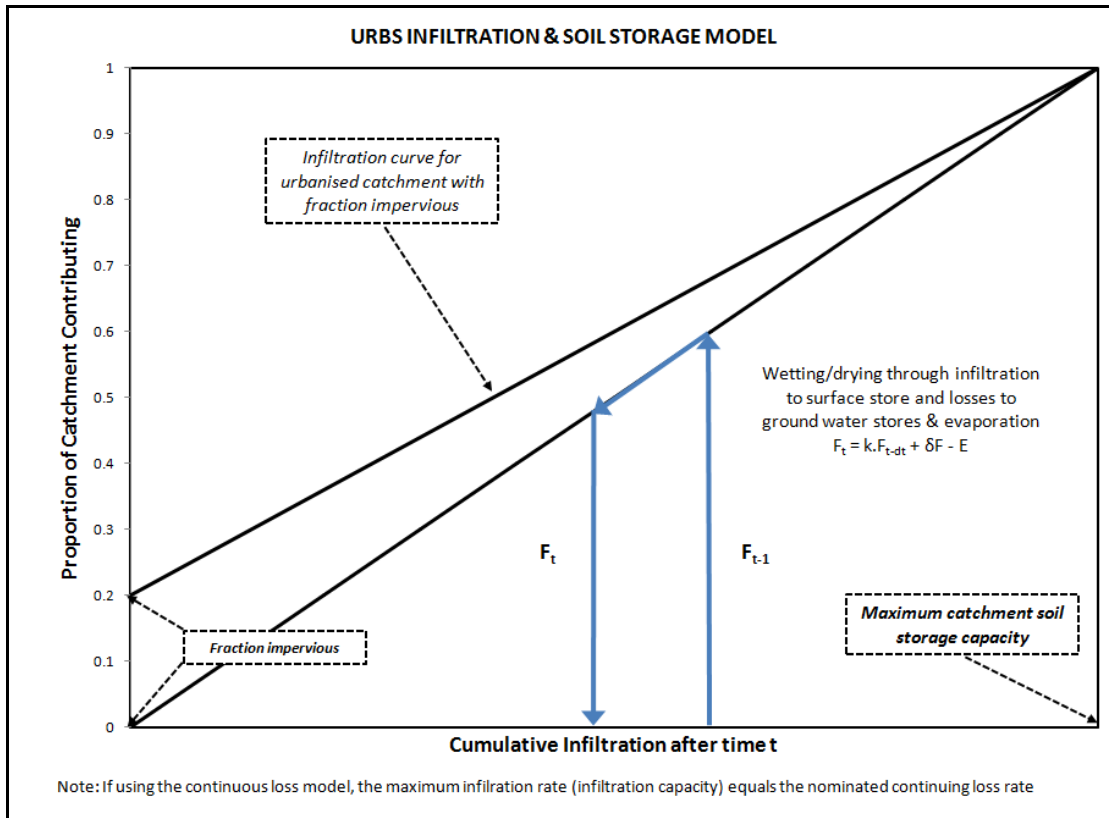 URBS INFILTRATION & SOIL STORAGE MODEL
1
0.9
0.8
0.7
0.6
0.5
0.4
0.3
0.2
0.1
0
Proportion of Catchment Contributing
Infiltration curve for
urbanised catchment with
fraction impervious
Wetting/drying through infiltration
to surface store and losses to
ground water stores & evaporation
Fₜ = k.Fₜ₋dₜ + δF - E
Fₜ
Fₜ₋₁
Maximum catchment soil
storage capacity
Fraction impervious
Cumulative Infiltration after time t
Note: If using the continuous loss model, the maximum infilration rate (infiltration capacity) equals the nominated continuing loss rate